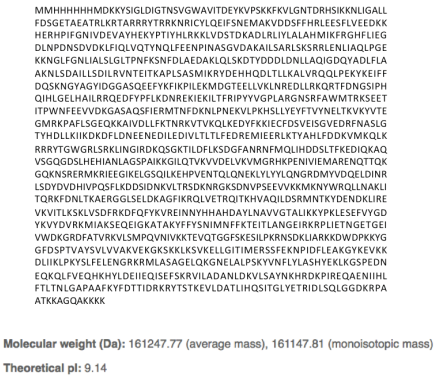 MMHHHHHHMDKKYSIGLDIGTNSVGWAVITDEYKVPSKKFKVLGNTDRHSIKKNLIGALL
FDSGETAEATRLKRTARRRYTRRKNRICYLQEIFSNEMAKVDDSFFHRLEESFLVEEDKK
HERHPIFGNIVDEVAYHEKYPTIYHLRKKLVDSTDKADLRLIYLALAHMIKFRGHFLIEG
DLNPDNSDVDKLFIQLVQTYNQLFEENPINASGVDAKAILSARLSKSRRLENLIAQLPGE
KKNGLFGNLIALSLGLTPNFKSNFDLAEDAKLQLSKDTYDDDLDNLLAQIGDQYADLFLA
AKNLSDAILLSDILRVNTEITKAPLSASMIKRYDEHHQDLTLLKALVRQQLPEKYKEIFF
DQSKNGYAGYIDGGASQEEFYKFIKPILEKMDGTEELLVKLNREDLLRKQRTFDNGSIPH
QIHLGELHAILRRQEDFYPFLKDNREKIEKILTFRIPYYVGPLARGNSRFAWMTRKSEET
ITPWNFEEVVDKGASAQSFIERMTNFDKNLPNEKVLPKHSLLYEYFTVYNELTKVKYVTE
GMRKPAFLSGEQKKAIVDLLFKTNRKVTVKQLKEDYFKKIECFDSVEISGVEDRFNASLG
TYHDLLKIIKDKDFLDNEENEDILEDIVLTLTLFEDREMIEERLKTYAHLFDDKVMKQLK
RRRYTGWGRLSRKLINGIRDKQSGKTILDFLKSDGFANRNFMQLIHDDSLTFKEDIQKAQ
VSGQGDSLHEHIANLAGSPAIKKGILQTVKVVDELVKVMGRHKPENIVIEMARENQTTQK
GQKNSRERMKRIEEGIKELGSQILKEHPVENTQLQNEKLYLYYLQNGRDMYVDQELDINR
LSDYDVDHIVPQSFLKDDSIDNKVLTRSDKNRGKSDNVPSEEVVKKMKNYWRQLLNAKLI
TQRKFDNLTKAERGGLSELDKAGFIKRQLVETRQITKHVAQILDSRMNTKYDENDKLIRE
VKVITLKSKLVSDFRKDFQFYKVREINNYHHAHDAYLNAVVGTALIKKYPKLESEFVYGD
YKVYDVRKMIAKSEQEIGKATAKYFFYSNIMNFFKTEITLANGEIRKRPLIETNGETGEI
VWDKGRDFATVRKVLSMPQVNIVKKTEVQTGGFSKESILPKRNSDKLIARKKDWDPKKYG
GFDSPTVAYSVLVVAKVEKGKSKKLKSVKELLGITIMERSSFEKNPIDFLEAKGYKEVKK
DLIIKLPKYSLFELENGRKRMLASAGELQKGNELALPSKYVNFLYLASHYEKLKGSPEDN
EQKQLFVEQHKHYLDEIIEQISEFSKRVILADANLDKVLSAYNKHRDKPIREQAENIIHL
FTLTNLGAPAAFKYFDTTIDRKRYTSTKEVLDATLIHQSITGLYETRIDLSQLGGDKRPA
ATKKAGQAKKKK
Molecular weight (Da): 161247.77 (average mass), 161147.81 (monoisotopic mass)
Theoretical pI: 9.14